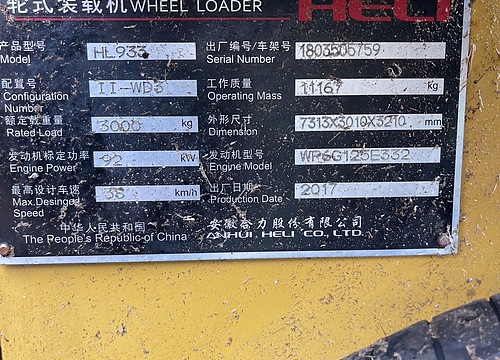 轮式装载机 WHEEL LOADER HELI
产品型号 HL933 出厂编号/车架号 1803505759
Model Serial Number
配置号 II-WD3 工作质量 11167 kg
Configuration Number Operating Mass
额定载重量 3000 kg 外形尺寸 7313X3010X3210 mm
Rated Load Dimension
发动机标定功率 92 kW 发动机型号 WP6G125E332
Engine Power Engine Model
最高设计车速 38 km/h 出厂日期 2017
Max.Desinged Speed Production Date
中华人民共和国 安徽合力股份有限公司
The People's Republic of China ANHUI HELI CO., LTD.